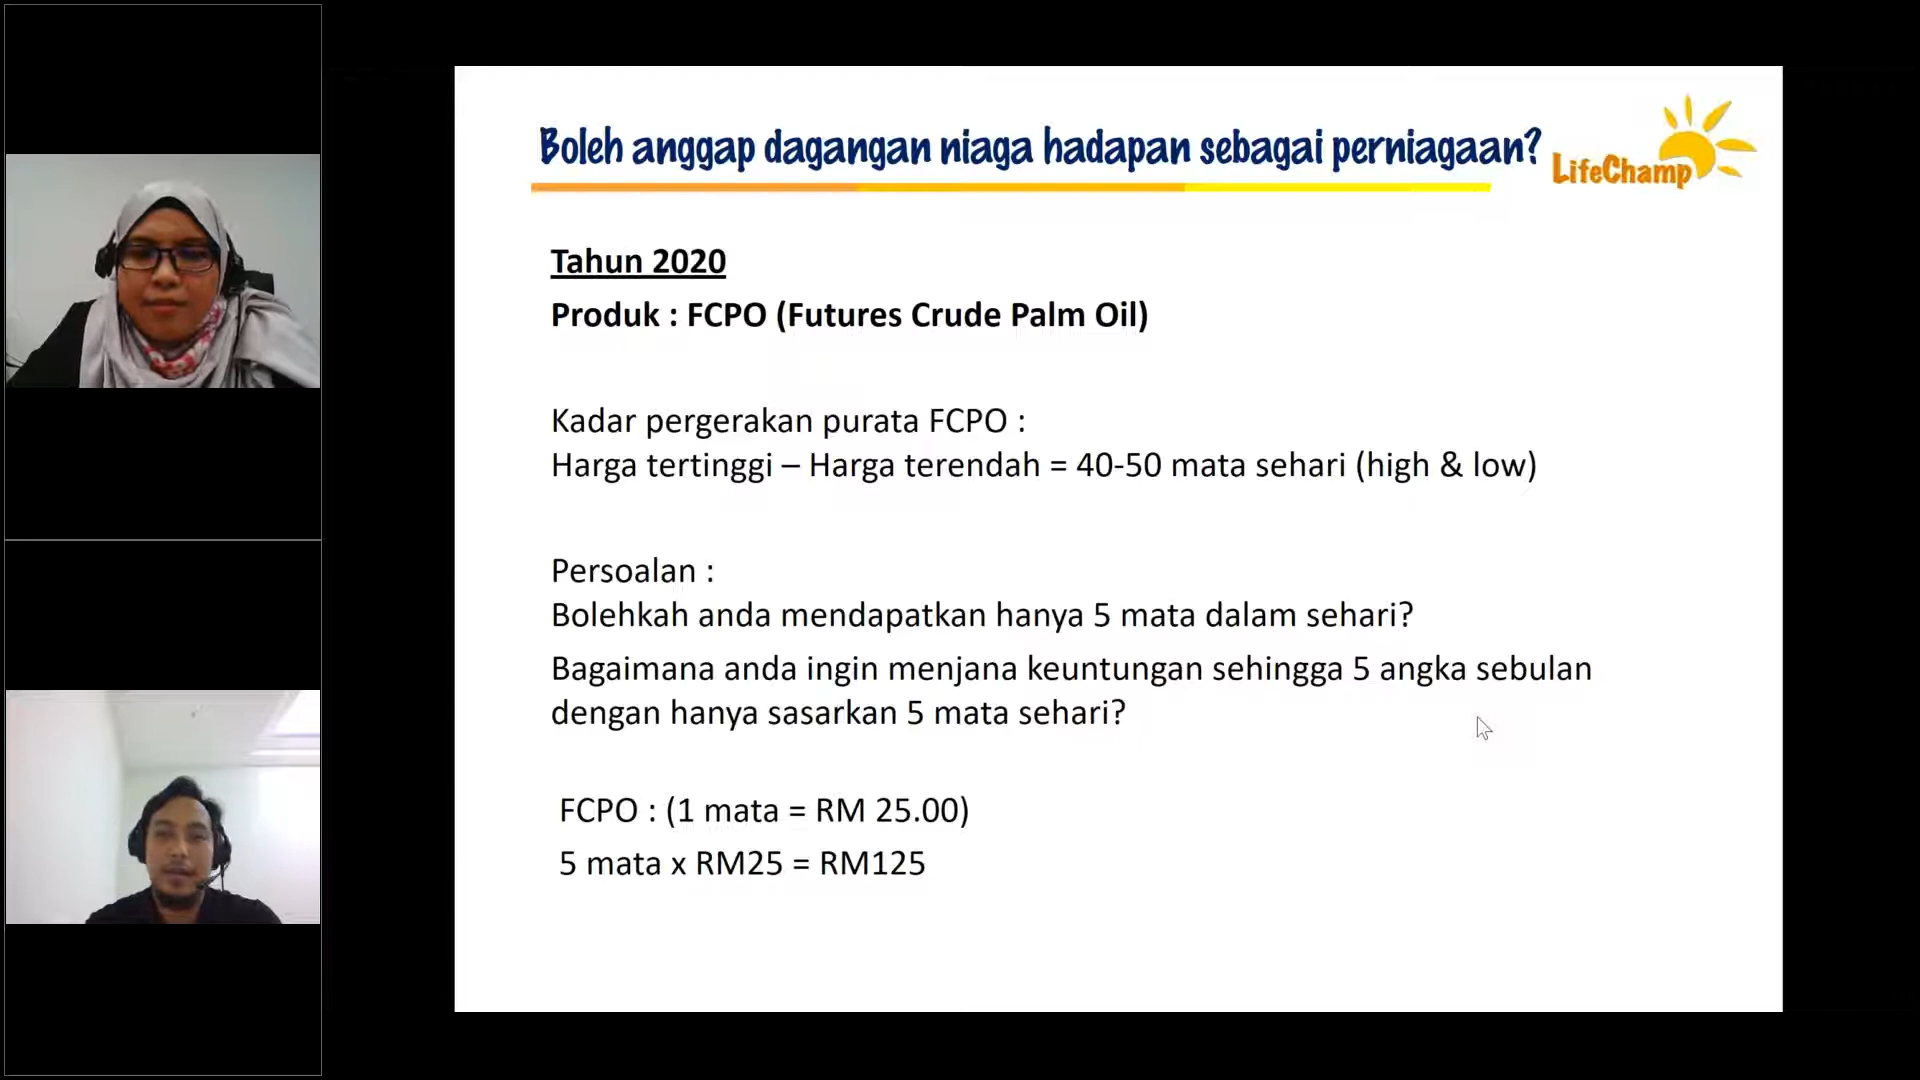 Boleh anggap dagangan niaga hadapan sebagai perniagaan?
LifeChamp
Tahun 2020
Produk : FCPO (Futures Crude Palm Oil)
Kadar pergerakan purata FCPO :
Harga tertinggi – Harga terendah = 40-50 mata sehari (high & low)
Persoalan :
Bolehkah anda mendapatkan hanya 5 mata dalam sehari?
Bagaimana anda ingin menjana keuntungan sehingga 5 angka sebulan
dengan hanya sasarkan 5 mata sehari?
FCPO : (1 mata = RM 25.00)
5 mata x RM25 = RM125